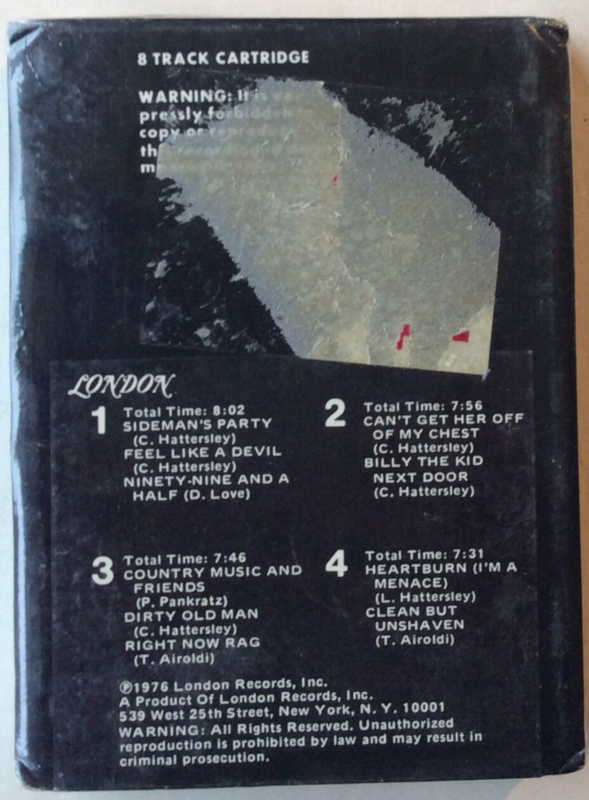 8 TRACK CARTRIDGE
WARNING: It is ex
pressly forbidden
copy or reprodu
th
m
LONDON
1 Total Time: 8:02
SIDEMAN'S PARTY
(C. Hattersley)
FEEL LIKE A DEVIL
(C. Hattersley)
NINETY-NINE AND A
HALF (D. Love)
2 Total Time: 7:56
CAN'T GET HER OFF
OF MY CHEST
(C. Hattersley)
BILLY THE KID
NEXT DOOR
(C. Hattersley)
3 Total Time: 7:46
COUNTRY MUSIC AND
FRIENDS
(P. Pankratz)
DIRTY OLD MAN
(C. Hattersley)
RIGHT NOW RAG
(T. Airoldi)
4 Total Time: 7:31
HEARTBURN (I'M A
MENACE)
(L. Hattersley)
CLEAN BUT
UNSHAVEN
(T. Airoldi)
℗1976 London Records, Inc.
A Product Of London Records, Inc.
539 West 25th Street, New York, N. Y. 10001
WARNING: All Rights Reserved. Unauthorized
reproduction is prohibited by law and may result in
criminal prosecution.